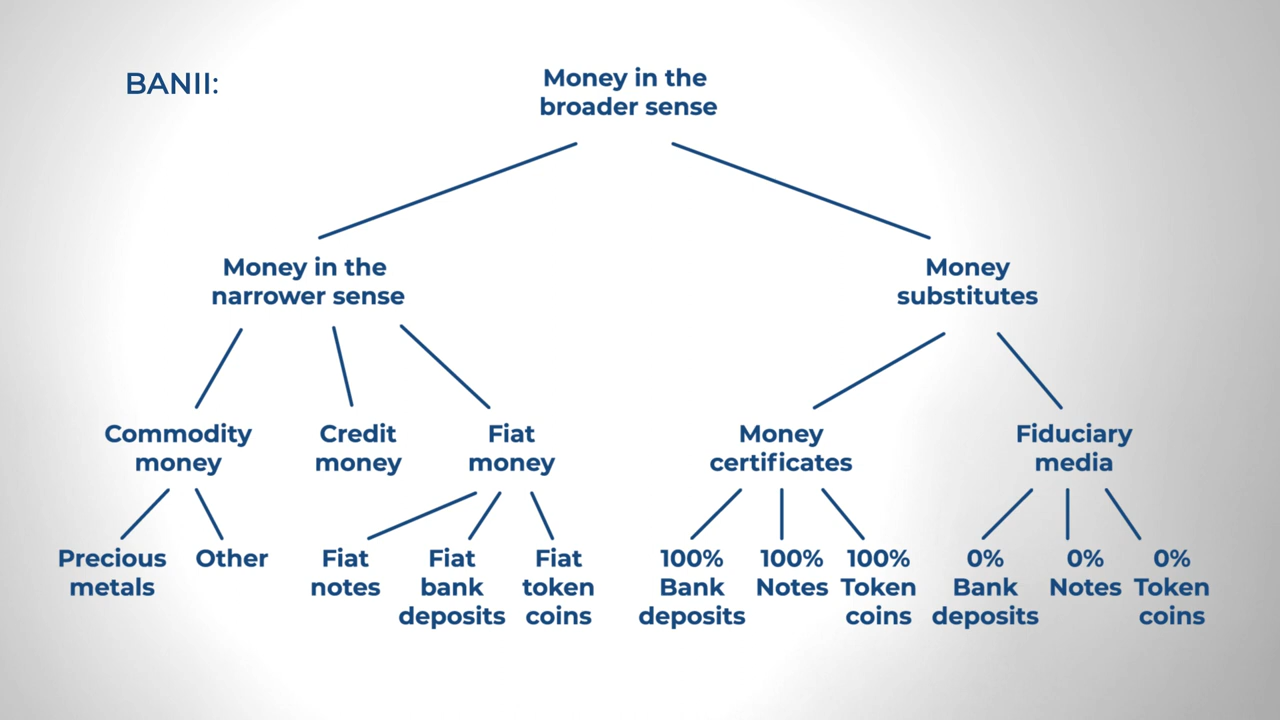 BANII:
Money in the
broader sense
Money in the
narrower sense
Money
substitutes
Commodity
money
Credit
money
Fiat
money
Money
certificates
Fiduciary
media
Precious
metals
Other
Fiat
notes
Fiat
bank
deposits
Fiat
token
coins
100%
Bank
deposits
100%
Notes
100%
Token
coins
0%
Bank
deposits
0%
Notes
0%
Token
coins